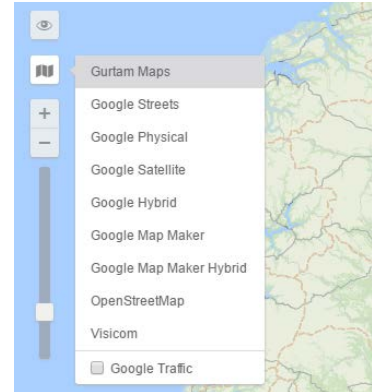 Gurtam Maps
Google Streets
Google Physical
Google Satellite
Google Hybrid
Google Map Maker
Google Map Maker Hybrid
OpenStreetMap
Visicom
Google Traffic